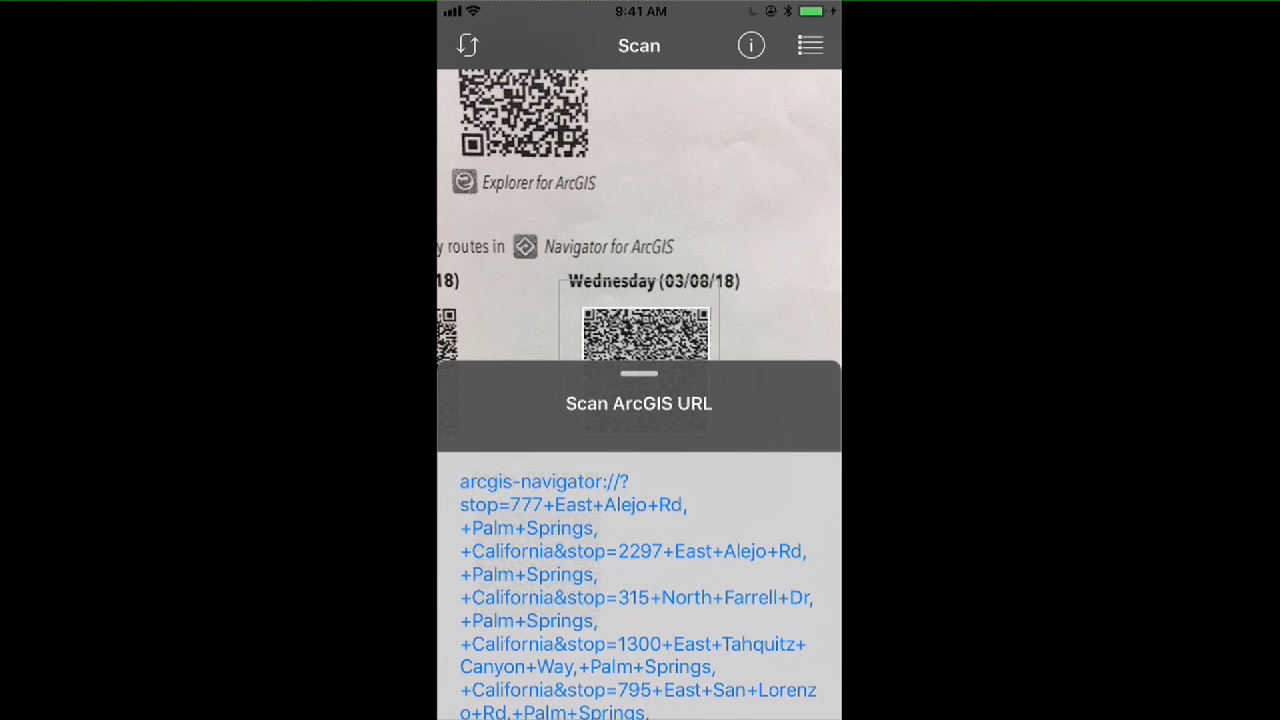 9:41 AM
Scan
Explorer for ArcGIS
y routes in Navigator for ArcGIS
18)
Wednesday (03/08/18)
Scan ArcGIS URL
arcgis-navigator://?
stop=777+East+Alejo+Rd,
+Palm+Springs,
+California&stop=2297+East+Alejo+Rd,
+Palm+Springs,
+California&stop=315+North+Farrell+Dr,
+Palm+Springs,
+California&stop=1300+East+Tahquitz+
Canyon+Way,+Palm+Springs,
+California&stop=795+East+San+Lorenz
o+Rd,+Palm+Springs,